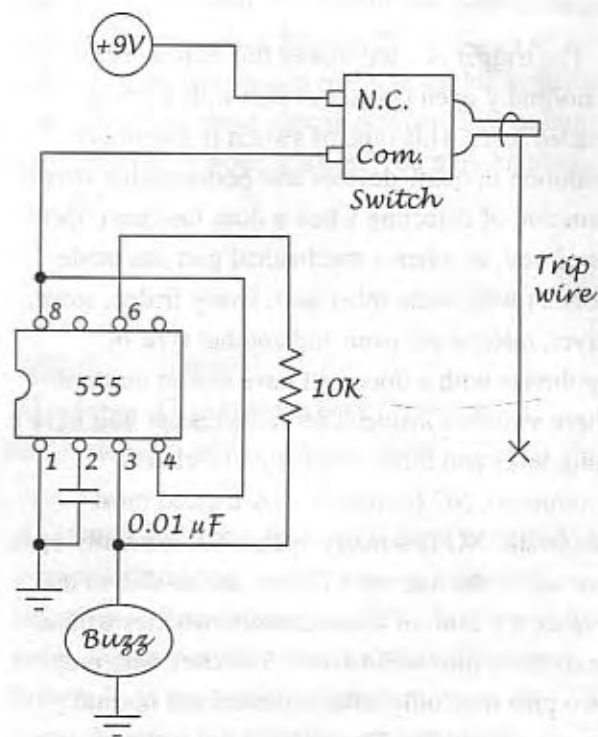 +9V
N.C.
Com.
Switch
Trip
wire
8 6
555
10K
1 2 3 4
0.01 µF
Buzz